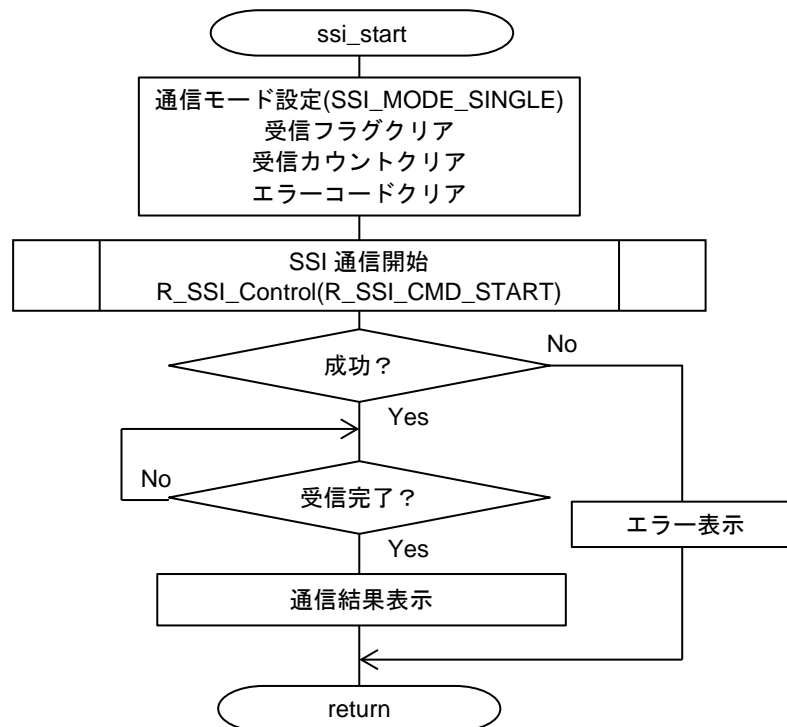 ssi_start
通信モード設定(SSI_MODE_SINGLE)
受信フラグクリア
受信カウントクリア
エラーコードクリア
SSI 通信開始
R_SSI_Control(R_SSI_CMD_START)
成功？
No
Yes
No
受信完了？
エラー表示
Yes
通信結果表示
return